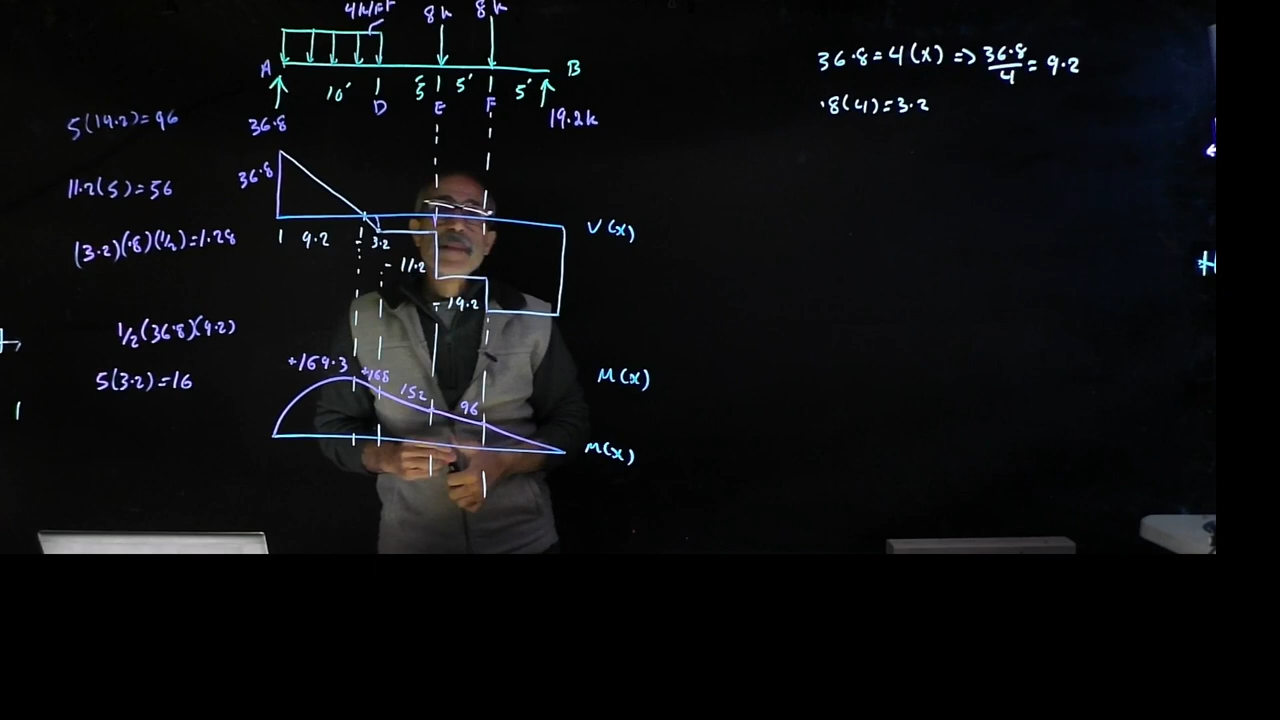 4k/FT 8k 8k
A B
10' D 5 E 5' F 5'
36.8 19.2k
5(19.2)=96
11.2(5)=56
(3.2)(.8)(1/2)=1.28
1/2(36.8)(9.2)
5(3.2)=16
36.8 V(x)
9.2 - 3.2
- 11.2
- 19.2
+169.3 +168 152 96 M(x)
M(x)
36.8=4(x) => 36.8/4 = 9.2
.8(4)=3.2